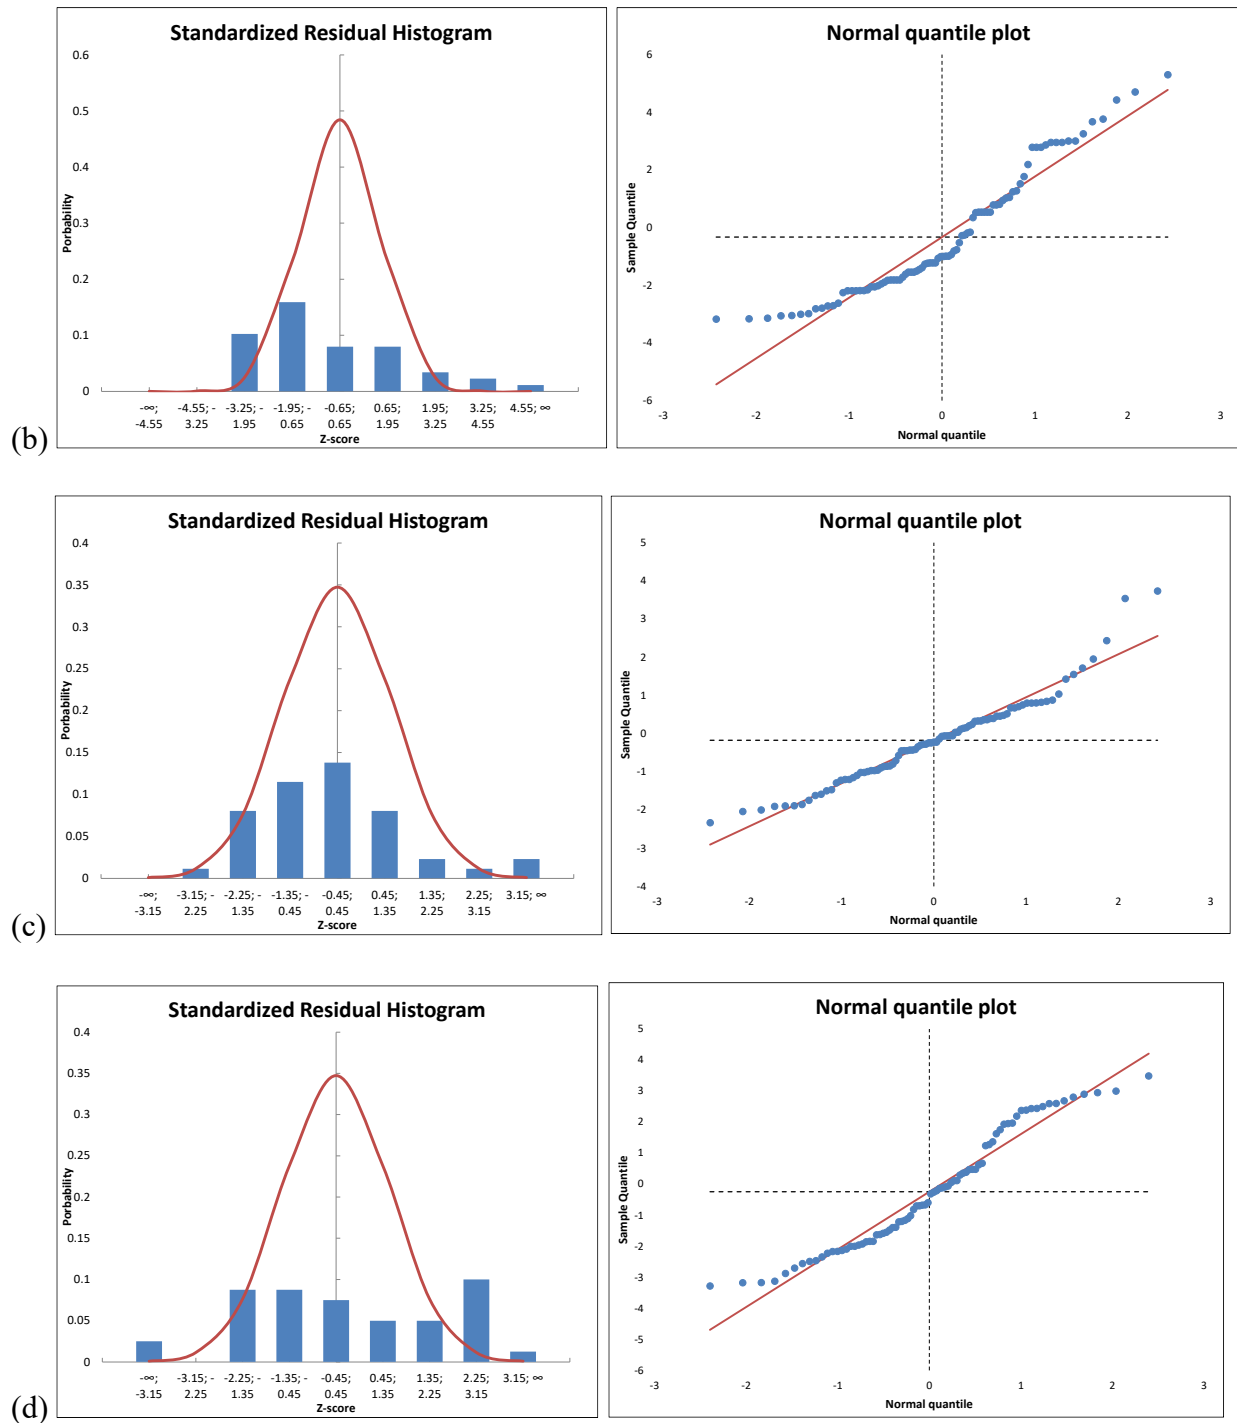 Standardized Residual Histogram
0.6
0.5
0.4
0.3
0.2
0.1
0
Porbability
-∞; -4.55; - -3.25; - -1.95; - -0.65; 0.65; 1.95; 3.25; 4.55; ∞
-4.55 3.25 1.95 0.65 0.65 1.95 3.25 4.55
Z-score
Normal quantile plot
6
4
2
0
-2
-4
-6
Sample Quantile
-3 -2 -1 0 1 2 3
Normal quantile
(b)
Standardized Residual Histogram
0.4
0.35
0.3
0.25
0.2
0.15
0.1
0.05
0
Porbability
-∞; -3.15; - -2.25; - -1.35; - -0.45; 0.45; 1.35; 2.25; 3.15; ∞
-3.15 2.25 1.35 0.45 0.45 1.35 2.25 3.15
Z-score
Normal quantile plot
5
4
3
2
1
0
-1
-2
-3
-4
Sample Quantile
-3 -2 -1 0 1 2 3
Normal quantile
(c)
Standardized Residual Histogram
0.4
0.35
0.3
0.25
0.2
0.15
0.1
0.05
0
Porbability
-∞; -3.15; - -2.25; - -1.35; - -0.45; 0.45; 1.35; 2.25; 3.15; ∞
-3.15 2.25 1.35 0.45 0.45 1.35 2.25 3.15
Z-score
Normal quantile plot
5
4
3
2
1
0
-1
-2
-3
-4
-5
-6
Sample Quantile
-3 -2 -1 0 1 2 3
Normal quantile
(d)